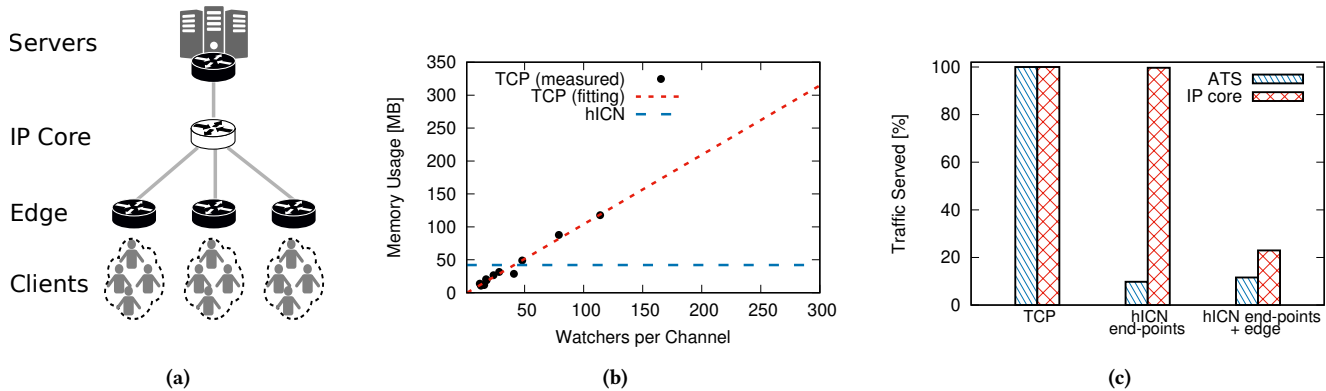 Servers
IP Core
Edge
Clients
(a)
Memory Usage [MB]
350
300
250
200
150
100
50
0
TCP (measured)
TCP (fitting)
hICN
50
100
150
200
250
300
Watchers per Channel
(b)
Traffic Served [%]
100
80
60
40
20
0
ATS
IP core
TCP
hICN
end-points
hICN end-points
+ edge
(c)